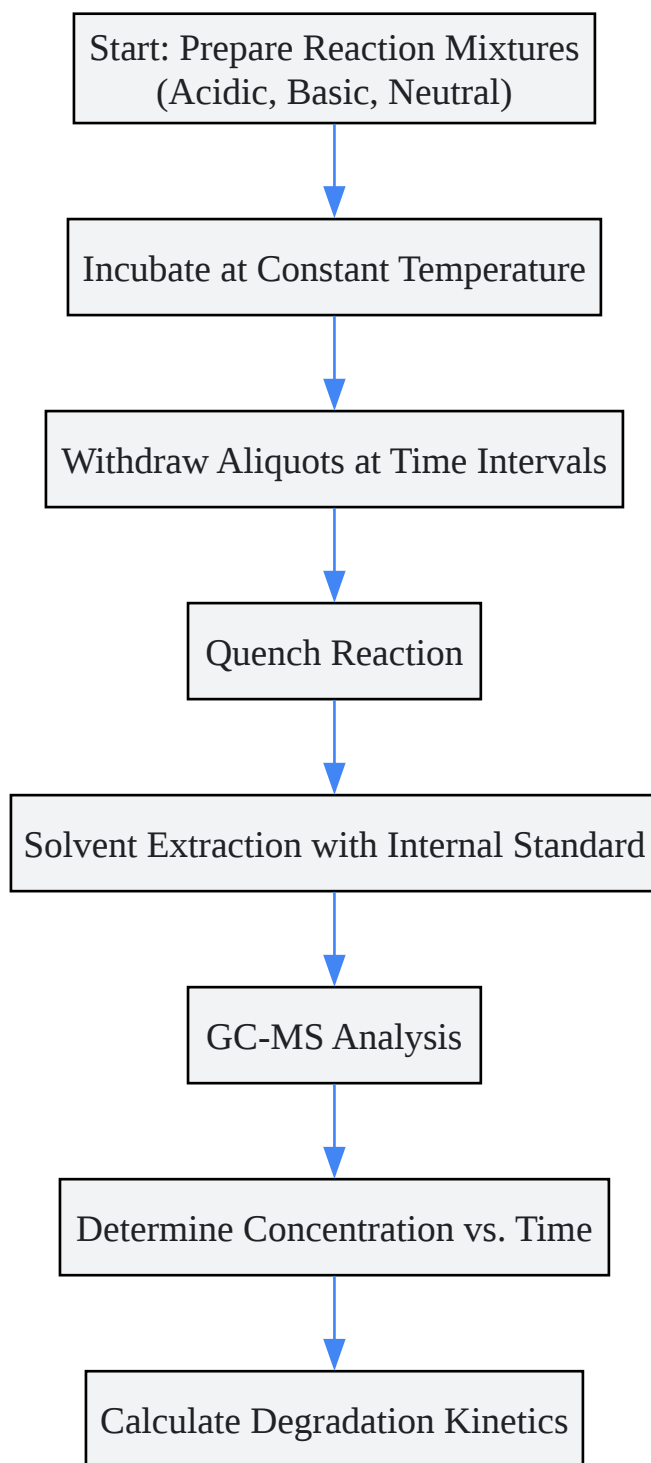 Start: Prepare Reaction Mixtures
(Acidic, Basic, Neutral)
Incubate at Constant Temperature
Withdraw Aliquots at Time Intervals
Quench Reaction
Solvent Extraction with Internal Standard
GC-MS Analysis
Determine Concentration vs. Time
Calculate Degradation Kinetics